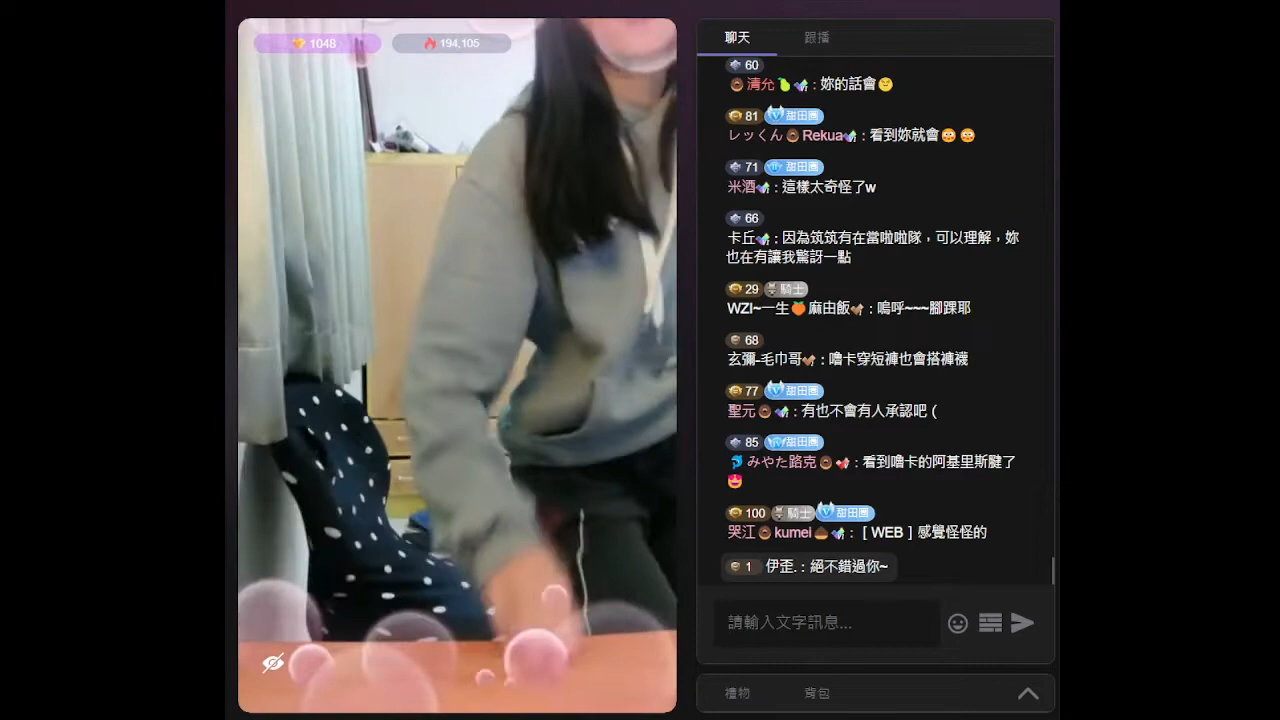 1048
194,105
聊天
跟播
60
清允🍐:妳的話會😌
81 甜田圈
レッくん🍩Rekua:看到妳就會
71 甜田圈
米酒:這樣太奇怪了w
66
卡丘:因為筑筑有在當啦啦隊,可以理解,妳
也在有讓我驚訝一點
29 騎士
WZI~一生🍑麻由飯:嗚呼~~~腳踝耶
68
玄彌-毛巾哥:嚕卡穿短褲也會搭褲襪
77 甜田圈
聖元🍩:有也不會有人承認吧(
85 甜田圈
🐬みやた路克🍩:看到嚕卡的阿基里斯腱了
😍
100 騎士 甜田圈
哭江🍩kumei🌰:[WEB]感覺怪怪的
1 伊歪.:絕不錯過你~
請輸入文字訊息...
禮物
背包